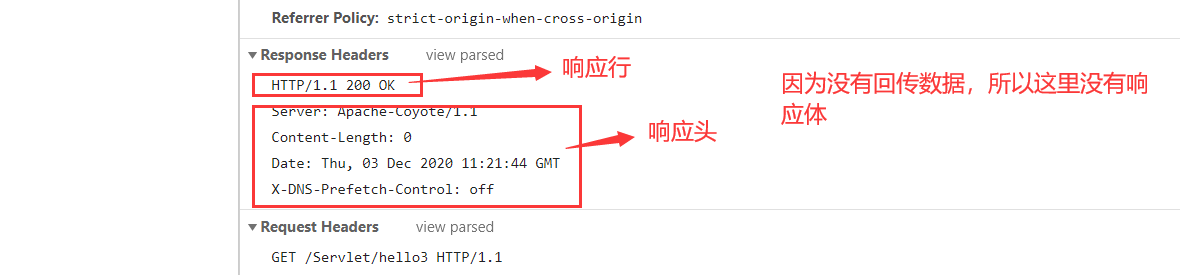 Referrer Policy: strict-origin-when-cross-origin
Response Headers view parsed
HTTP/1.1 200 OK
响应行
Server: Apache-Coyote/1.1
Content-Length: 0
响应头
Date: Thu, 03 Dec 2020 11:21:44 GMT
X-DNS-Prefetch-Control: off
因为没有回传数据，所以这里没有响
应体
Request Headers view parsed
GET /Servlet/hello3 HTTP/1.1